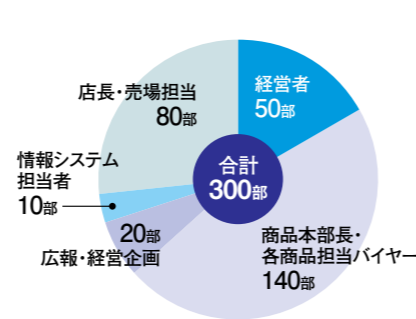 経営者
50部
商品本部長・
各商品担当バイヤー
140部
20部
広報・経営企画
情報システム
担当者
10部
店長・売場担当
80部
合計
300部